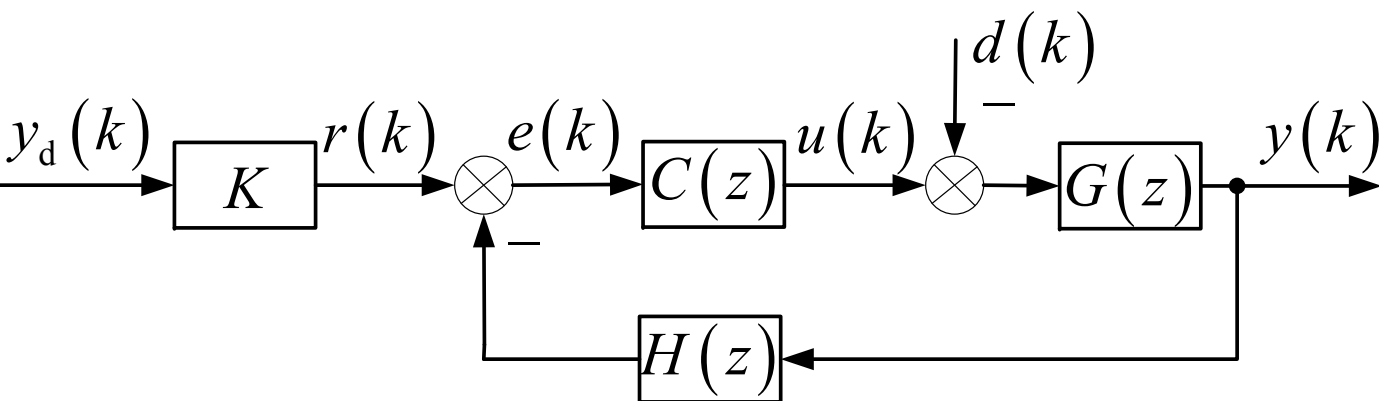 d(k)
−
y_d(k)
K
r(k)
e(k)
C(z)
u(k)
G(z)
y(k)
−
H(z)